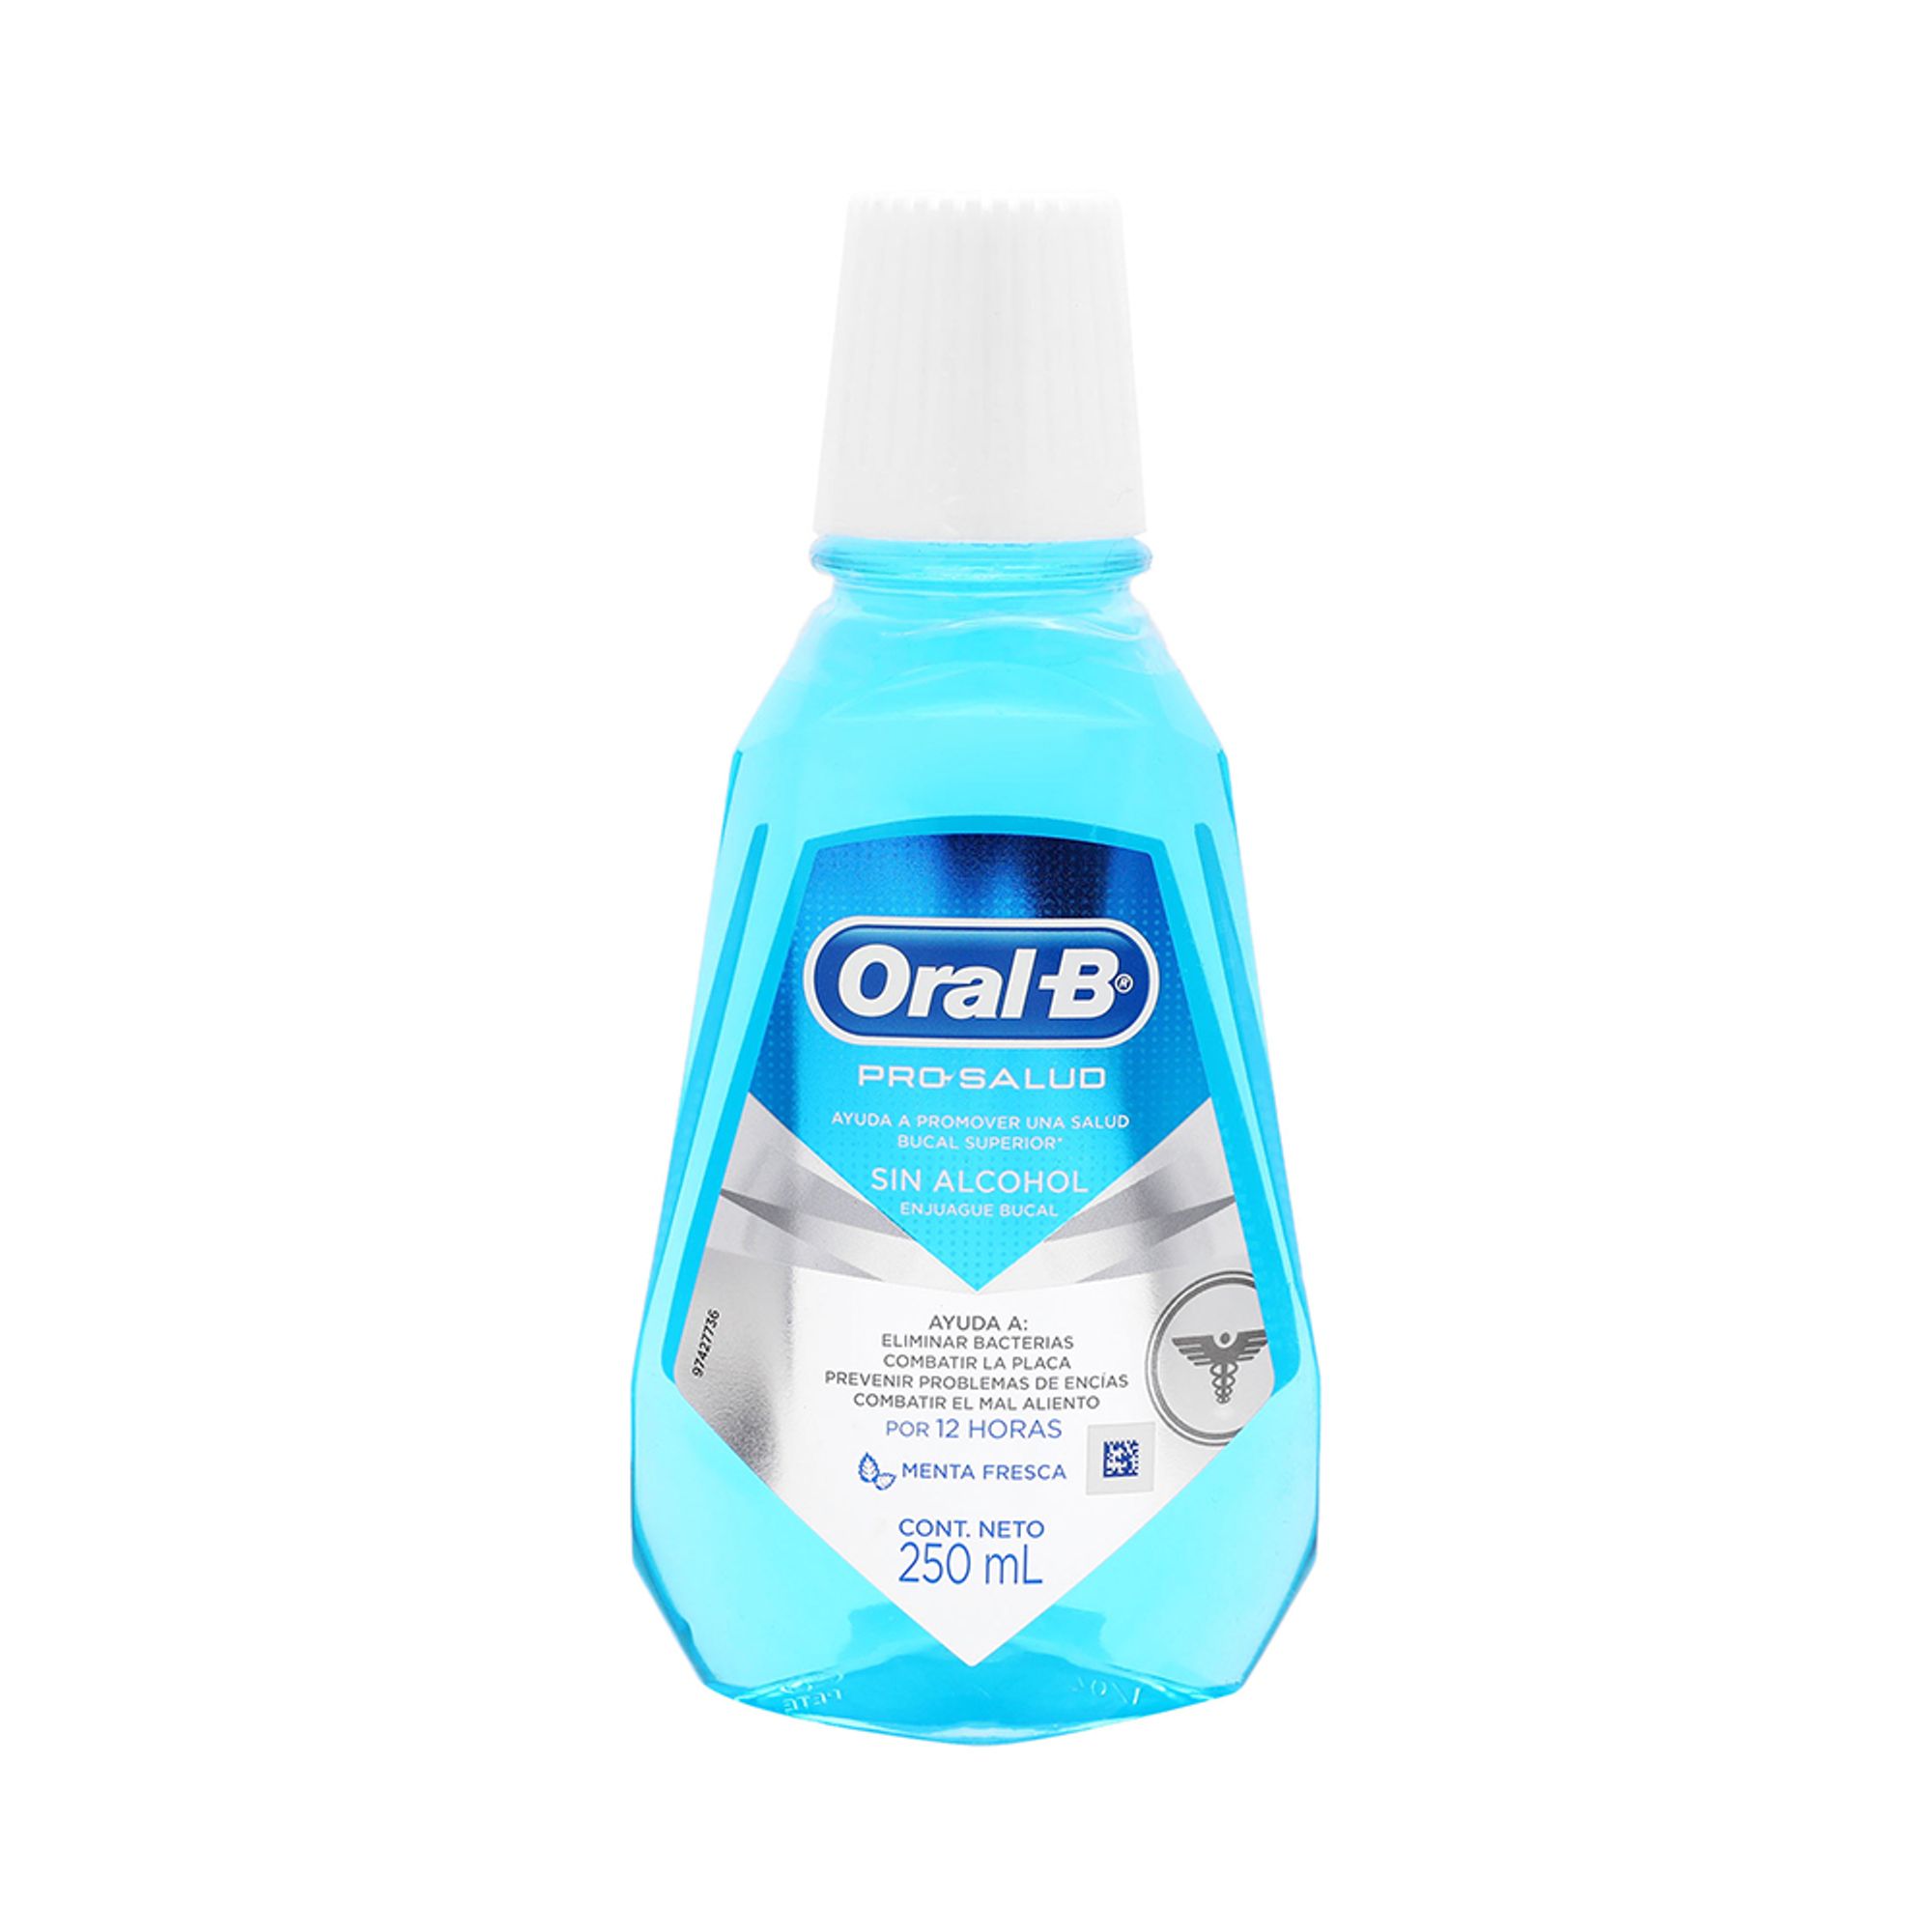 Oral-B®
PRO-SALUD
AYUDA A PROMOVER UNA SALUD
BUCAL SUPERIOR*
SIN ALCOHOL
ENJUAGUE BUCAL
AYUDA A:
ELIMINAR BACTERIAS
COMBATIR LA PLACA
PREVENIR PROBLEMAS DE ENCÍAS
COMBATIR EL MAL ALIENTO
POR 12 HORAS
MENTA FRESCA
CONT. NETO
250 mL
97427736